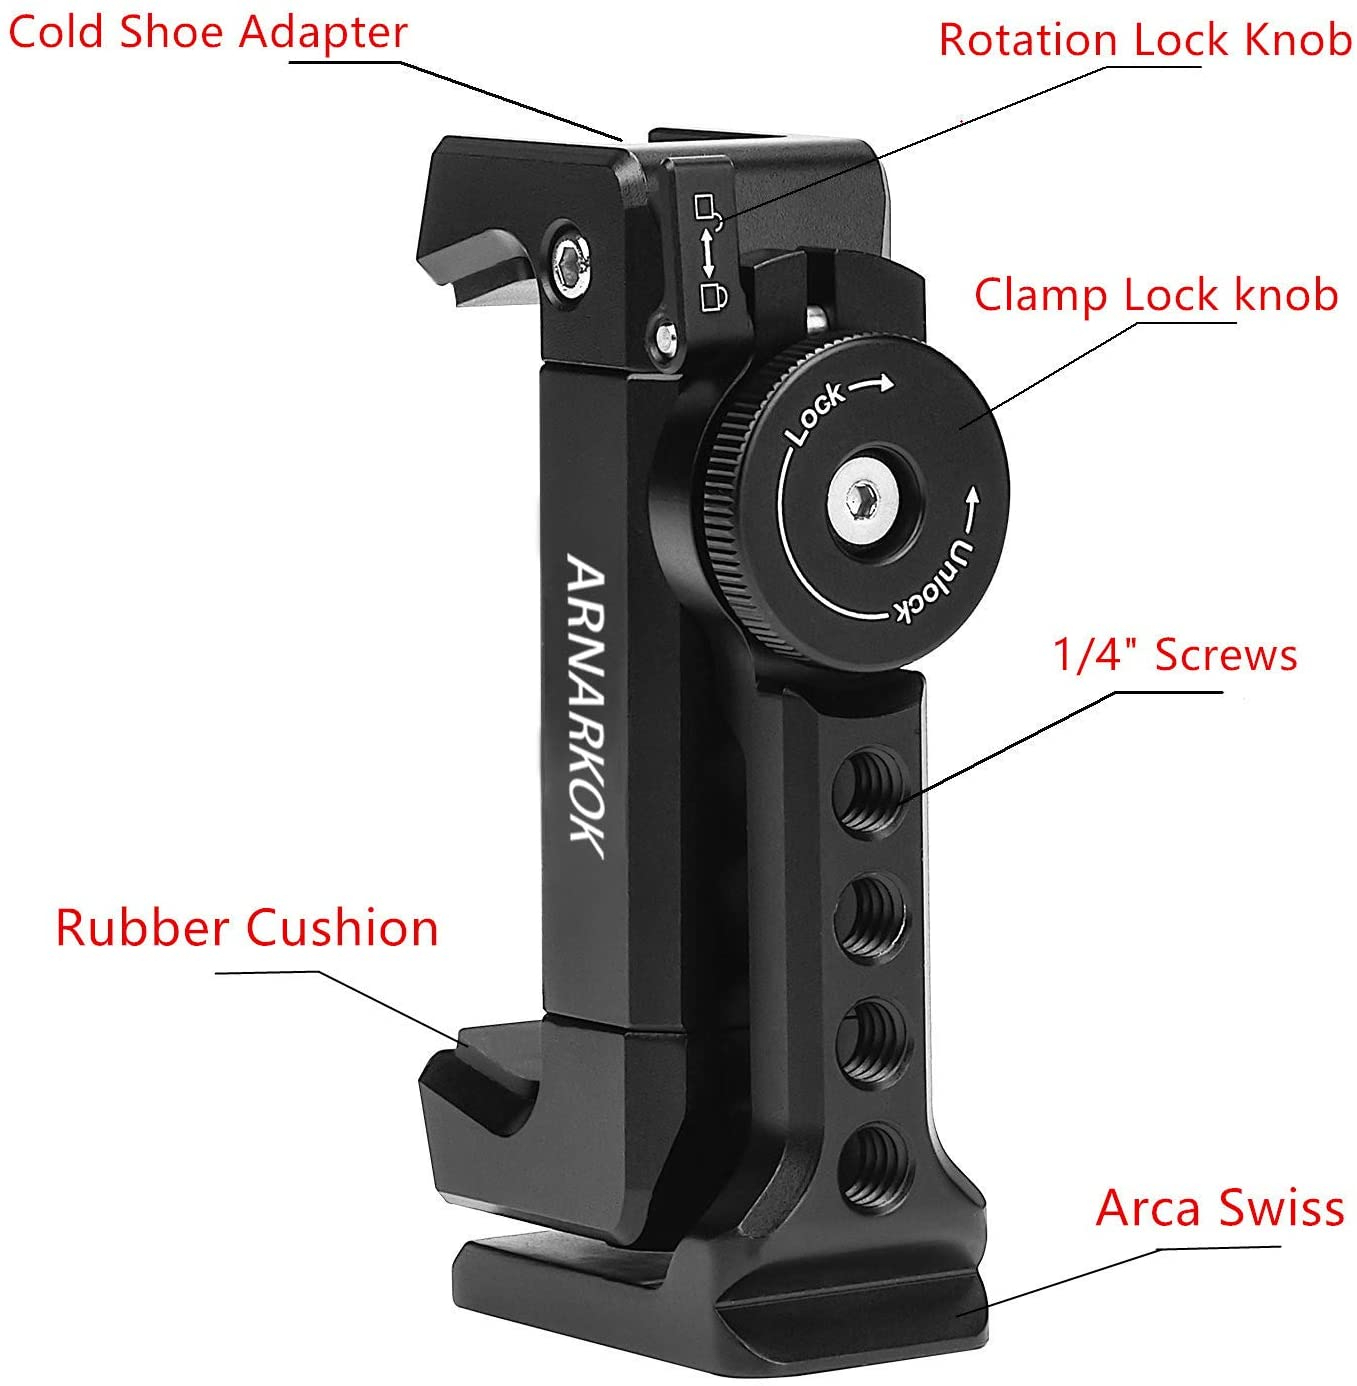 Cold Shoe Adapter
Rotation Lock Knob
Clamp Lock knob
Lock
Unlock
ARNARKOK
1/4" Screws
Rubber Cushion
Arca Swiss